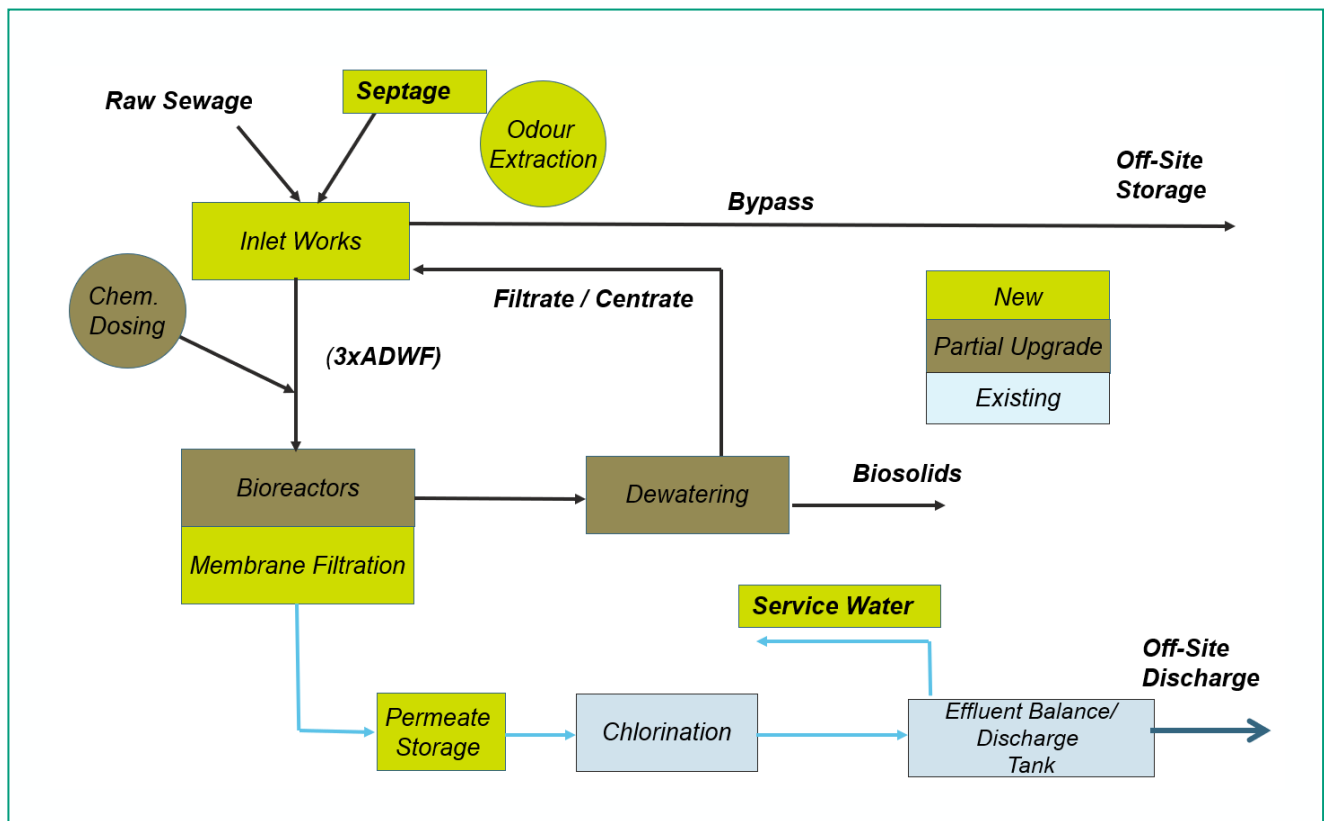 Raw Sewage
Septage
Odour
Extraction
Off-Site
Storage
Bypass
Inlet Works
Chem.
Dosing
Filtrate / Centrate
(3xADWF)
New
Partial Upgrade
Existing
Bioreactors
Dewatering
Biosolids
Membrane Filtration
Service Water
Off-Site
Discharge
Permeate
Storage
Chlorination
Effluent Balance/
Discharge
Tank